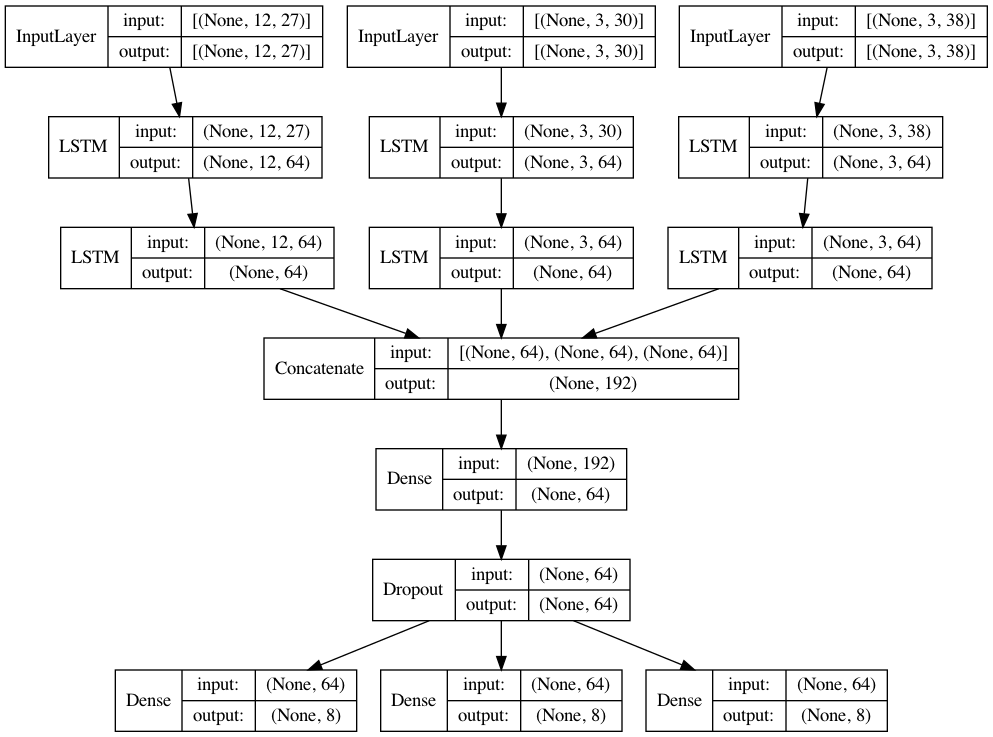 InputLayer input: [(None, 12, 27)]
output: [(None, 12, 27)]
InputLayer input: [(None, 3, 30)]
output: [(None, 3, 30)]
InputLayer input: [(None, 3, 38)]
output: [(None, 3, 38)]
LSTM input: (None, 12, 27)
output: (None, 12, 64)
LSTM input: (None, 3, 30)
output: (None, 3, 64)
LSTM input: (None, 3, 38)
output: (None, 3, 64)
LSTM input: (None, 12, 64)
output: (None, 64)
LSTM input: (None, 3, 64)
output: (None, 64)
LSTM input: (None, 3, 64)
output: (None, 64)
Concatenate input: [(None, 64), (None, 64), (None, 64)]
output: (None, 192)
Dense input: (None, 192)
output: (None, 64)
Dropout input: (None, 64)
output: (None, 64)
Dense input: (None, 64)
output: (None, 8)
Dense input: (None, 64)
output: (None, 8)
Dense input: (None, 64)
output: (None, 8)